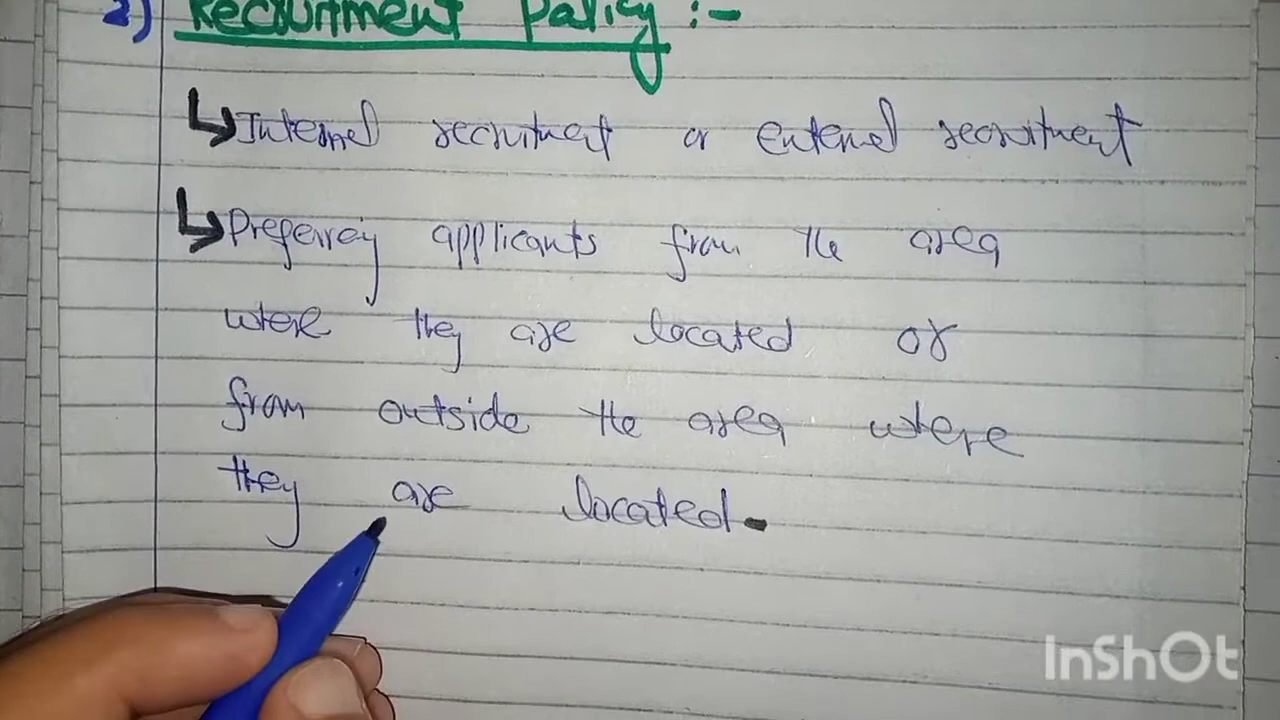 2) Recruitment Policy :-
Internal recruitment or external recruitment
Preferring applicants from the area
where they are located or
from outside the area where
they are located.
InShOt